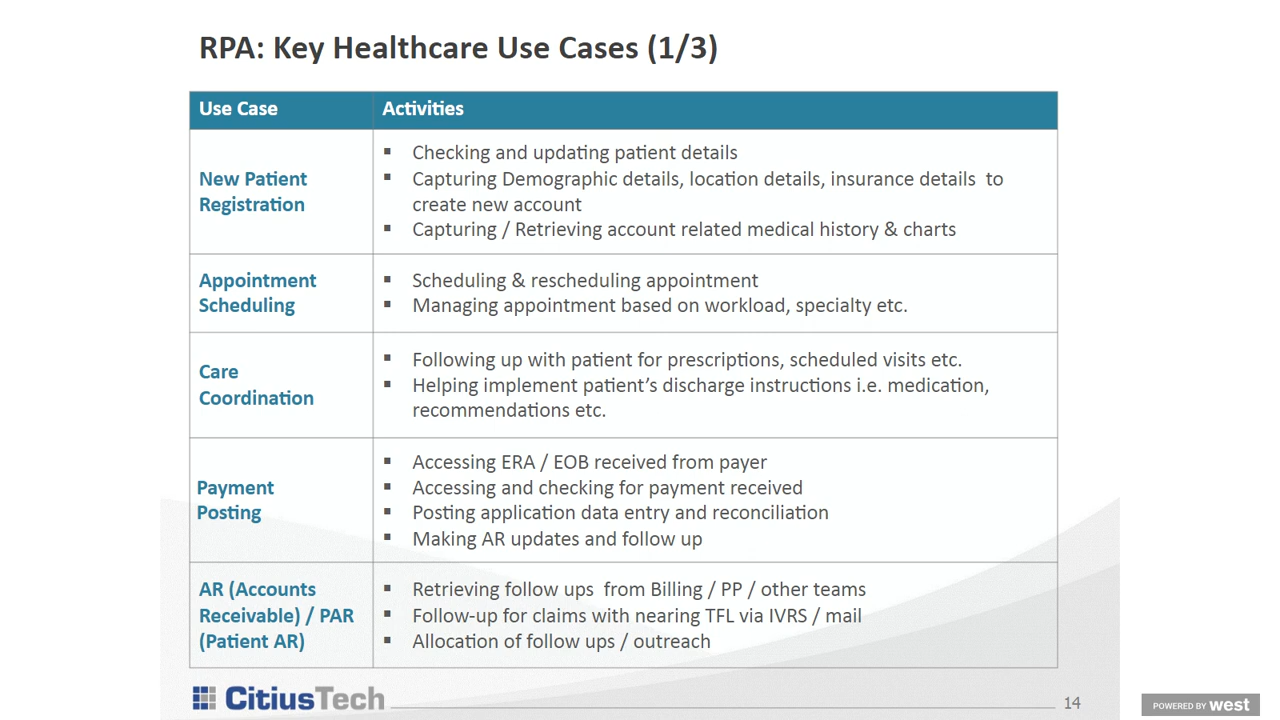 RPA: Key Healthcare Use Cases (1/3)
Use Case
Activities
New Patient
Registration
▪ Checking and updating patient details
▪ Capturing Demographic details, location details, insurance details  to
create new account
▪ Capturing / Retrieving account related medical history & charts
Appointment
Scheduling
▪ Scheduling & rescheduling appointment
▪ Managing appointment based on workload, specialty etc.
Care
Coordination
▪ Following up with patient for prescriptions, scheduled visits etc.
▪ Helping implement patient’s discharge instructions i.e. medication,
recommendations etc.
Payment
Posting
▪ Accessing ERA / EOB received from payer
▪ Accessing and checking for payment received
▪ Posting application data entry and reconciliation
▪ Making AR updates and follow up
AR (Accounts
Receivable) / PAR
(Patient AR)
▪ Retrieving follow ups  from Billing / PP / other teams
▪ Follow-up for claims with nearing TFL via IVRS / mail
▪ Allocation of follow ups / outreach
CitiusTech
14
POWERED BY west